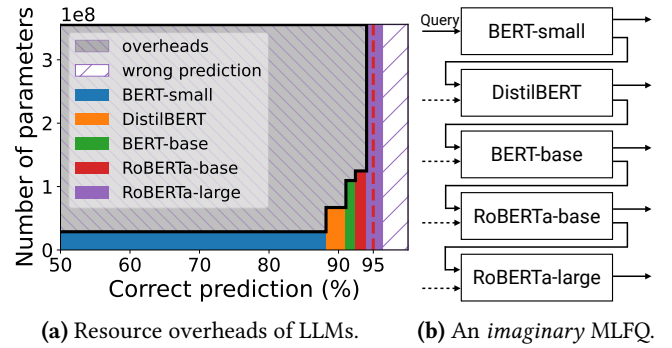 1e8
Number of parameters
3
2
1
0
overheads
wrong prediction
BERT-small
DistilBERT
BERT-base
RoBERTa-base
RoBERTa-large
50 60 70 80 90 95
Correct prediction (%)
(a) Resource overheads of LLMs.
Query
BERT-small
DistilBERT
BERT-base
RoBERTa-base
RoBERTa-large
(b) An imaginary MLFQ.